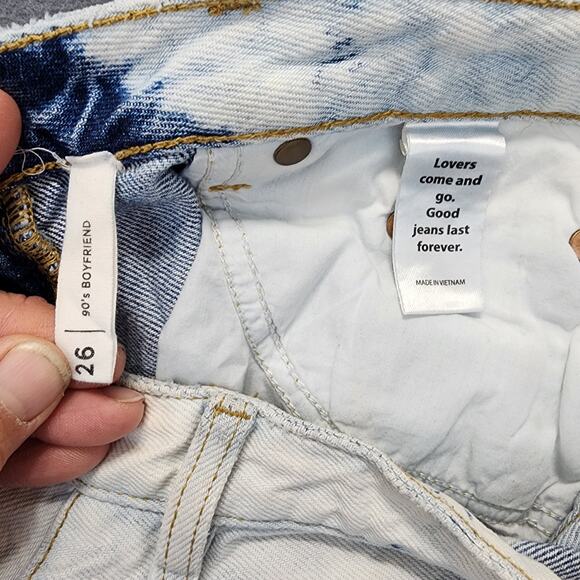 26 | 90's BOYFRIEND
Lovers
come and
go.
Good
jeans last
forever.
MADE IN VIETNAM